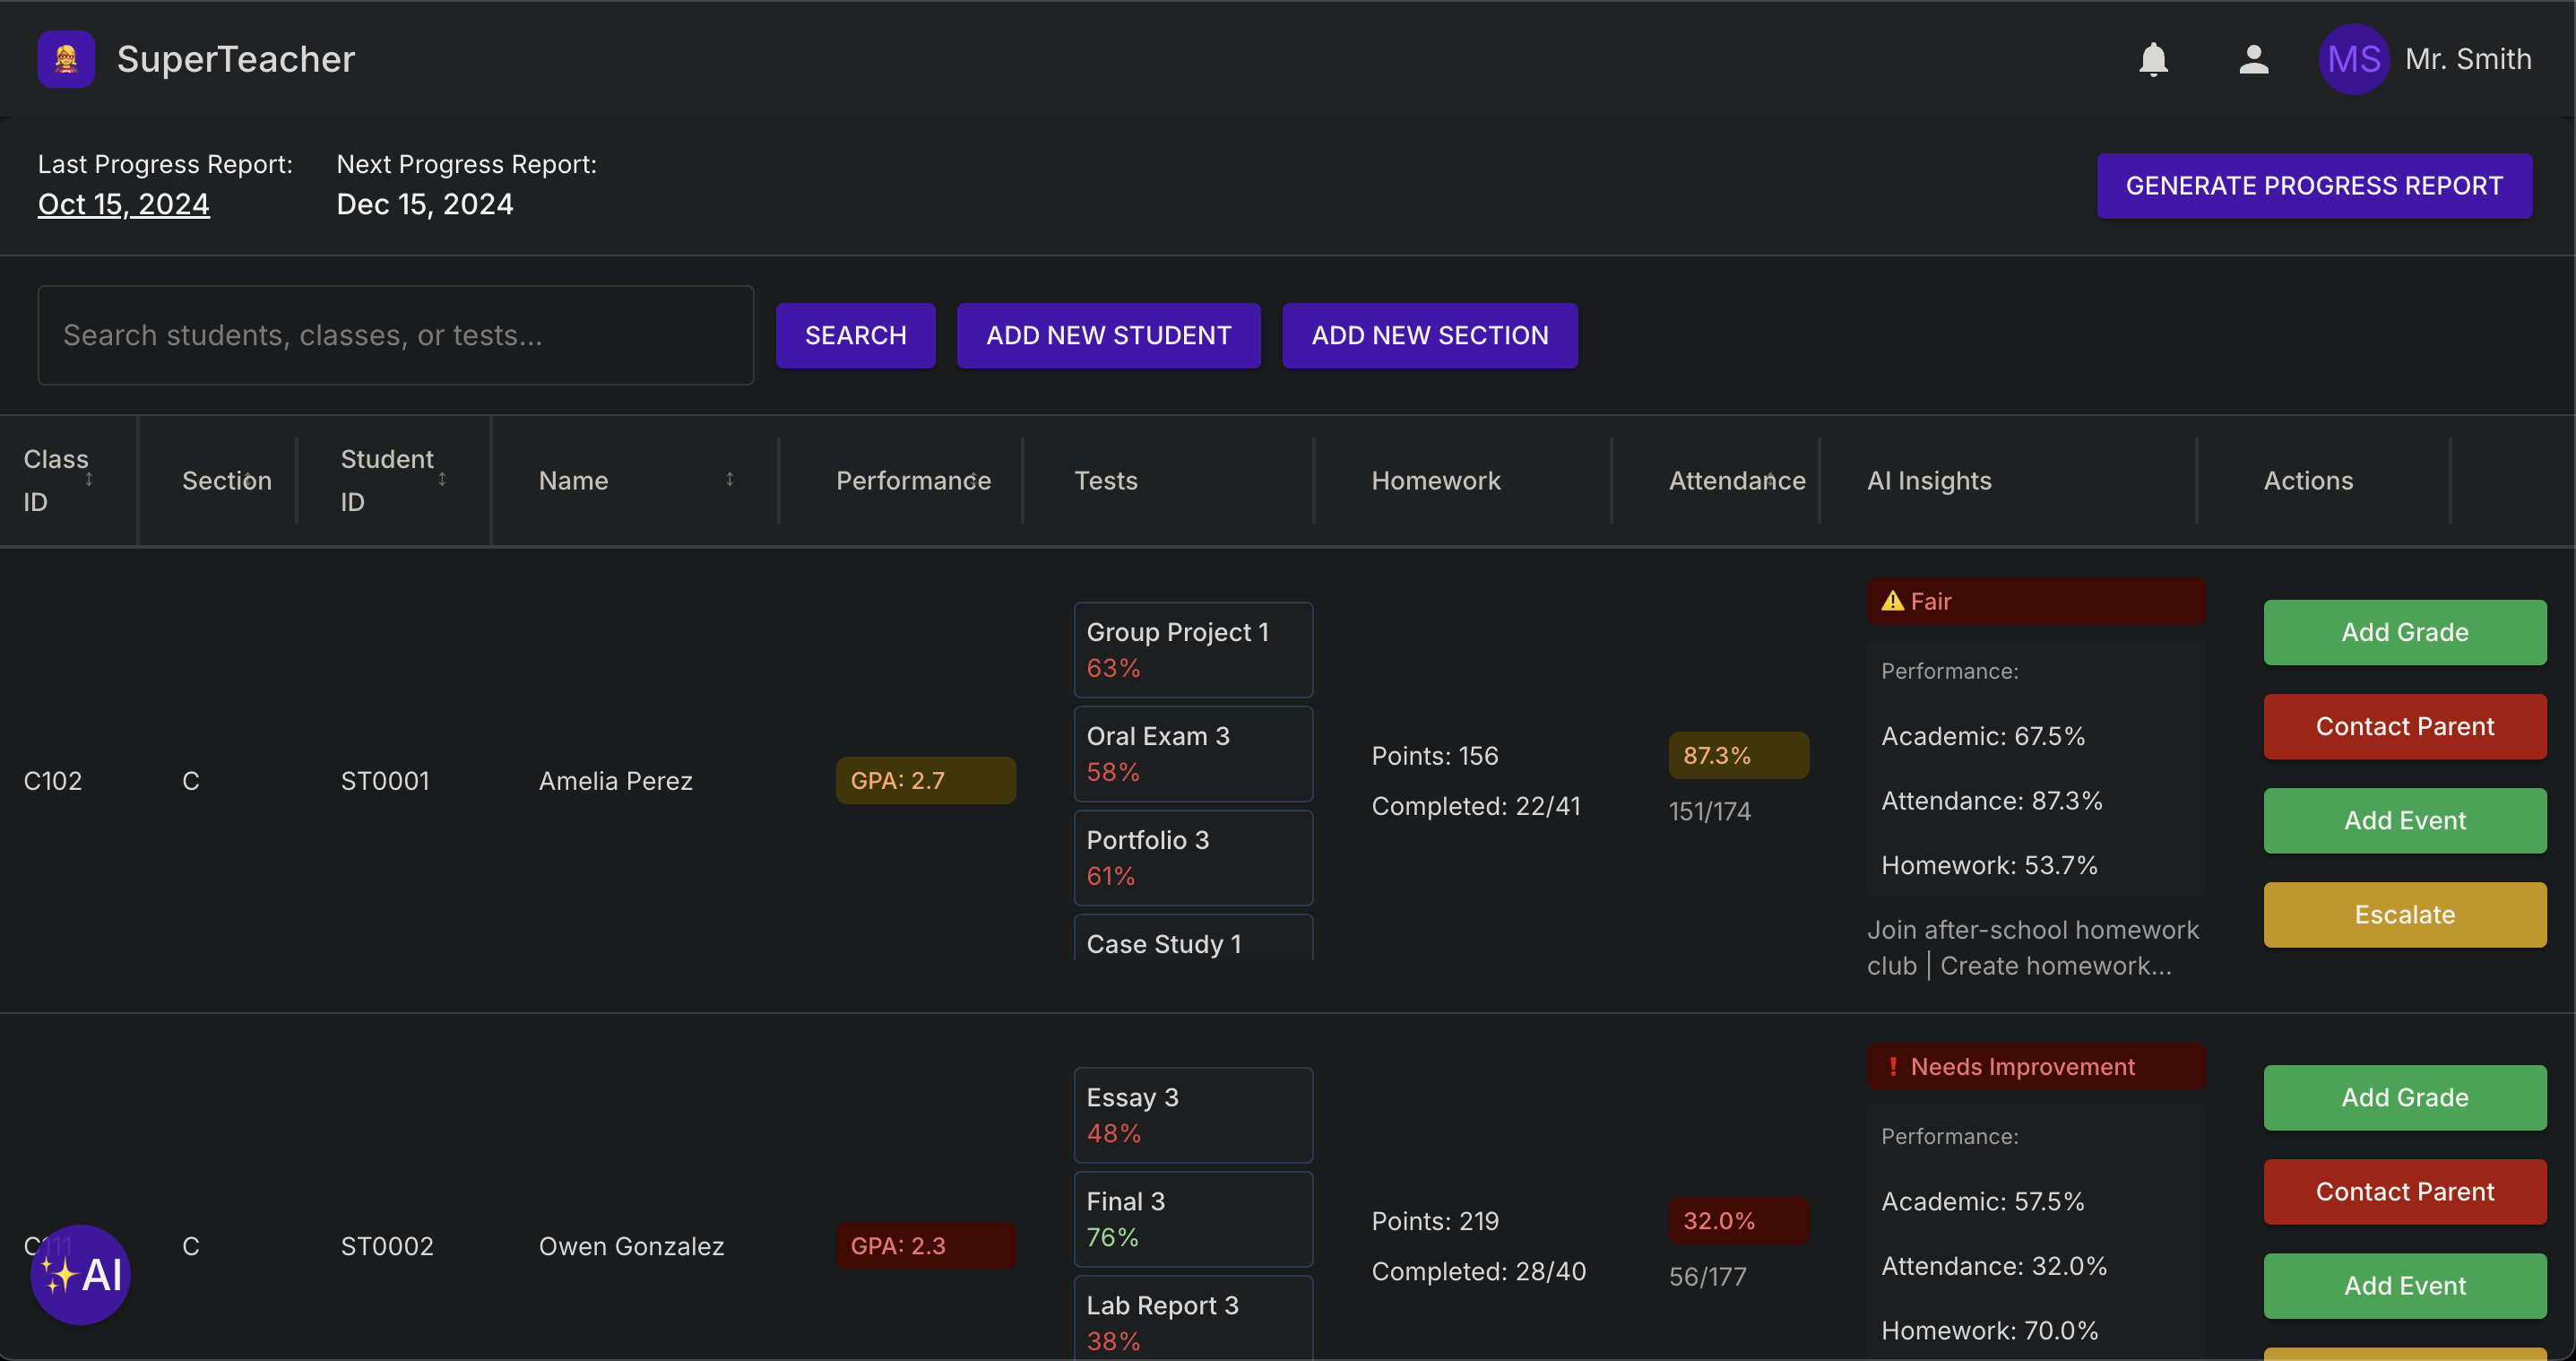 SuperTeacher
MS
Mr. Smith
Last Progress Report:
Oct 15, 2024
Next Progress Report:
Dec 15, 2024
GENERATE PROGRESS REPORT
Search students, classes, or tests...
SEARCH
ADD NEW STUDENT
ADD NEW SECTION
Class
ID
Section
Student
ID
Name
Performance
Tests
Homework
Attendance
AI Insights
Actions
C102
C
ST0001
Amelia Perez
GPA: 2.7
Group Project 1
63%
Oral Exam 3
58%
Portfolio 3
61%
Case Study 1
Points: 156
Completed: 22/41
87.3%
151/174
Fair
Performance:
Academic: 67.5%
Attendance: 87.3%
Homework: 53.7%
Join after-school homework
club | Create homework...
Add Grade
Contact Parent
Add Event
Escalate
C111
C
ST0002
Owen Gonzalez
GPA: 2.3
Essay 3
48%
Final 3
76%
Lab Report 3
38%
Points: 219
Completed: 28/40
32.0%
56/177
Needs Improvement
Performance:
Academic: 57.5%
Attendance: 32.0%
Homework: 70.0%
Add Grade
Contact Parent
Add Event
AI